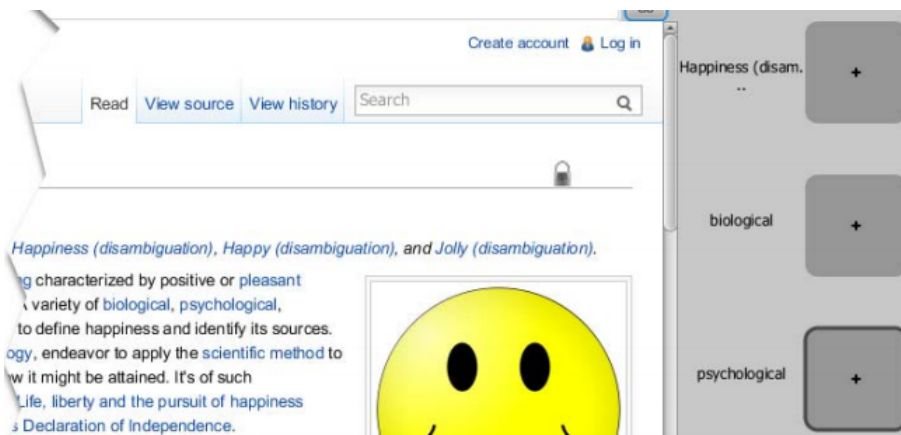 Create account Log in
Read View source View history Search
Happiness (disam.
..
+
biological
+
psychological
+
Happiness (disambiguation), Happy (disambiguation), and Jolly (disambiguation).
characterized by positive or pleasant
variety of biological, psychological,
to define happiness and identify its sources.
ogy, endeavor to apply the scientific method to
it might be attained. It's of such
Life, liberty and the pursuit of happiness
s Declaration of Independence.